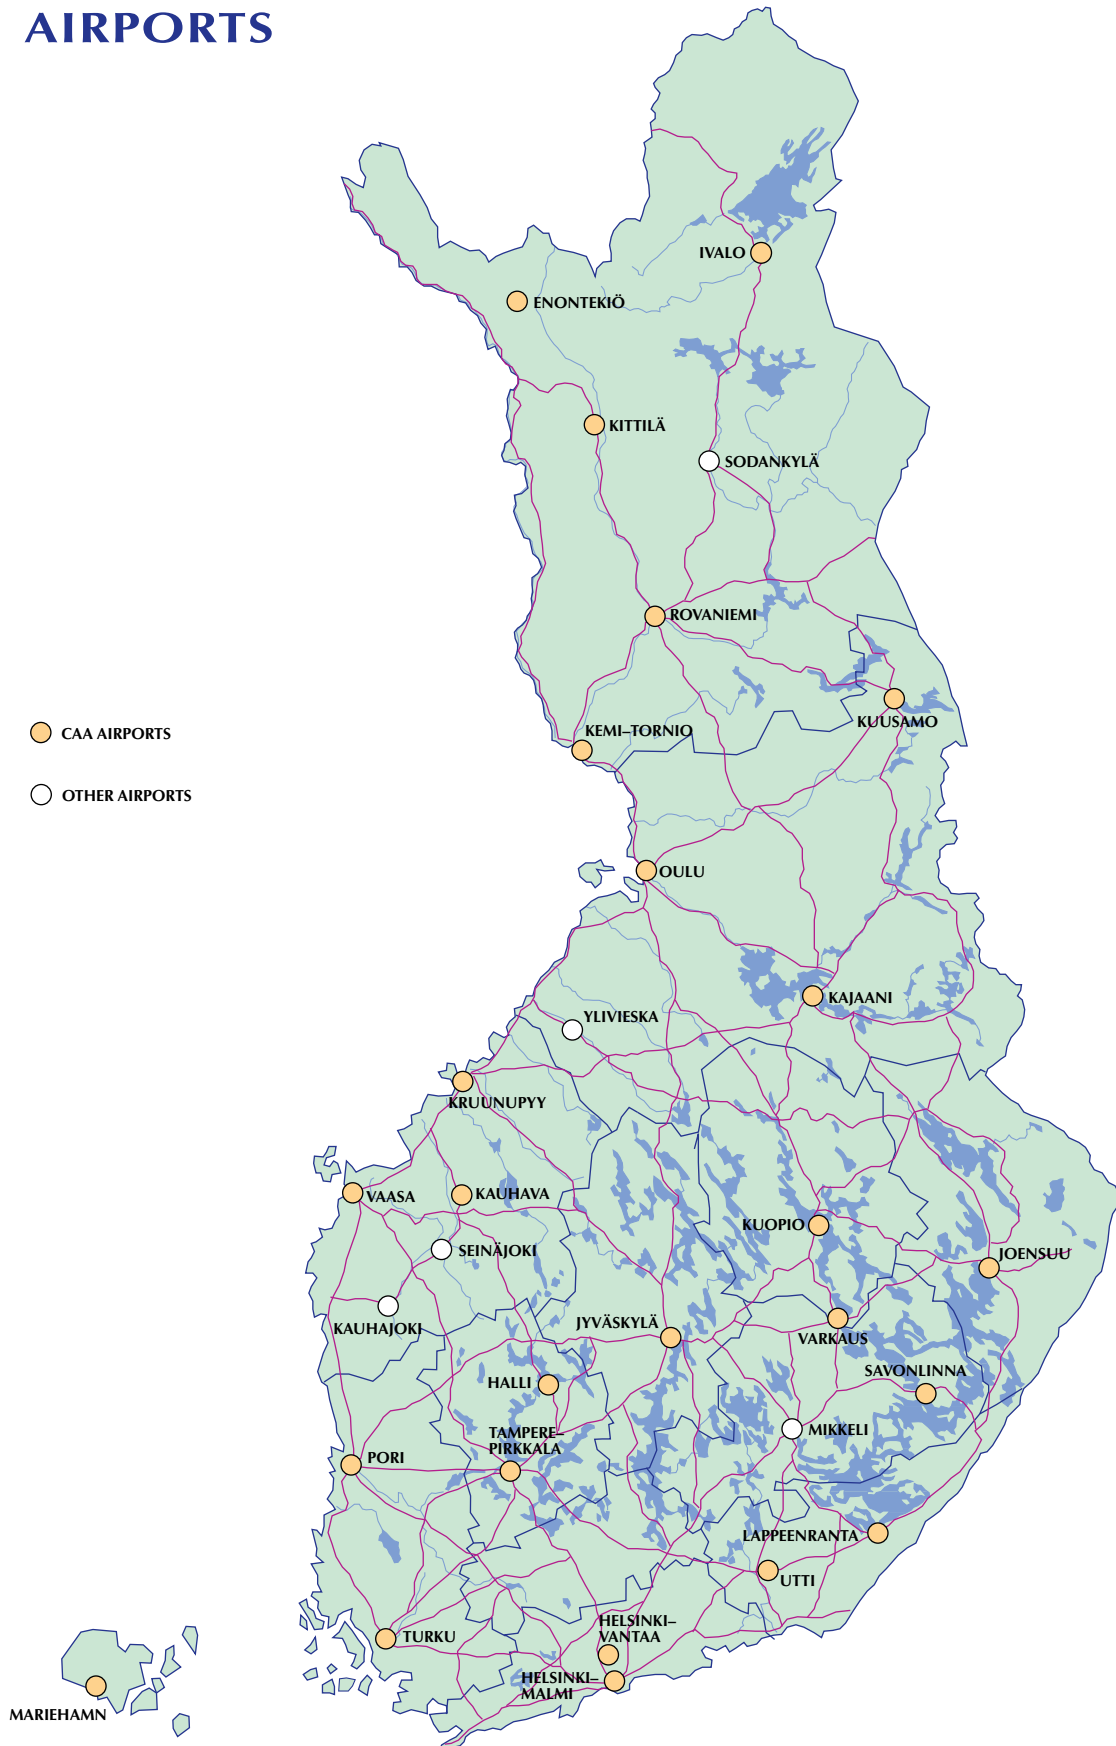 AIRPORTS
IVALO
ENONTEKIÖ
KITTILÄ
SODANKYLÄ
ROVANIEMI
KUUSAMO
KEMI–TORNIO
CAA AIRPORTS
OTHER AIRPORTS
OULU
KAJAANI
YLIVIESKA
KRUUNUPYY
VAASA
KAUHAVA
KUOPIO
SEINÄJOKI
JOENSUU
KAUHAJOKI
JYVÄSKYLÄ
VARKAUS
SAVONLINNA
HALLI
TAMPERE–
PIRKKALA
MIKKELI
PORI
LAPPEENRANTA
UTTI
HELSINKI–
VANTAA
TURKU
HELSINKI–
MALMI
MARIEHAMN